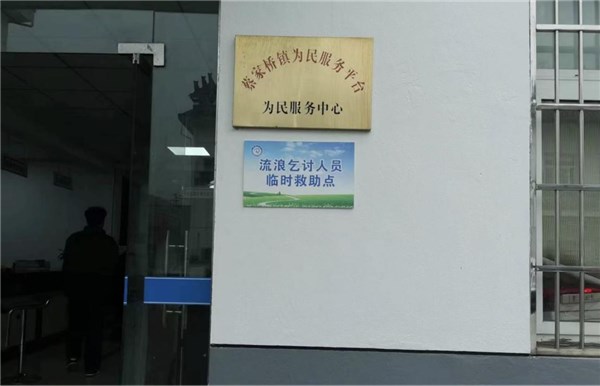 蔡家桥镇为民服务平台
为民服务中心
流浪乞讨人员
临时救助点